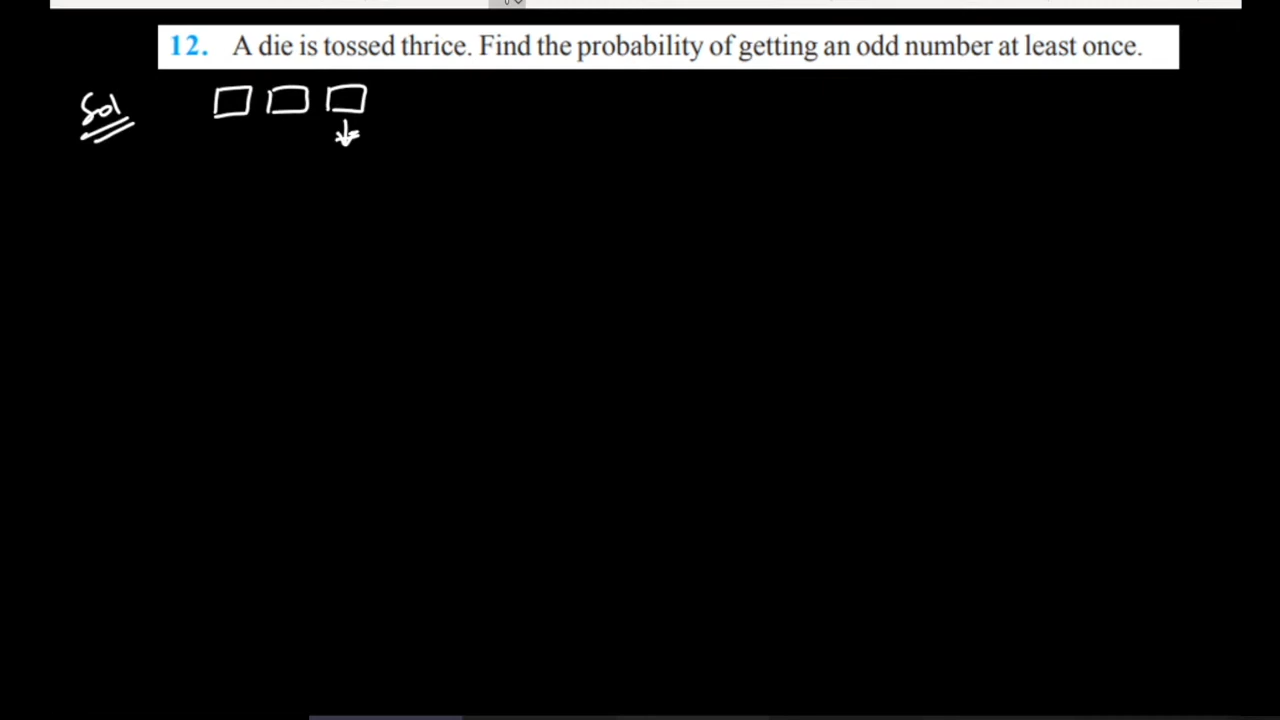 12. A die is tossed thrice. Find the probability of getting an odd number at least once.
Sol